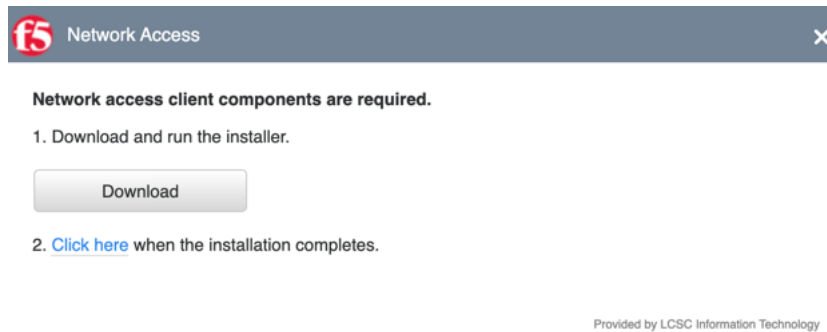 f5 Network Access
Network access client components are required.
1. Download and run the installer.
Download
2. Click here when the installation completes.
Provided by LCSC Information Technology